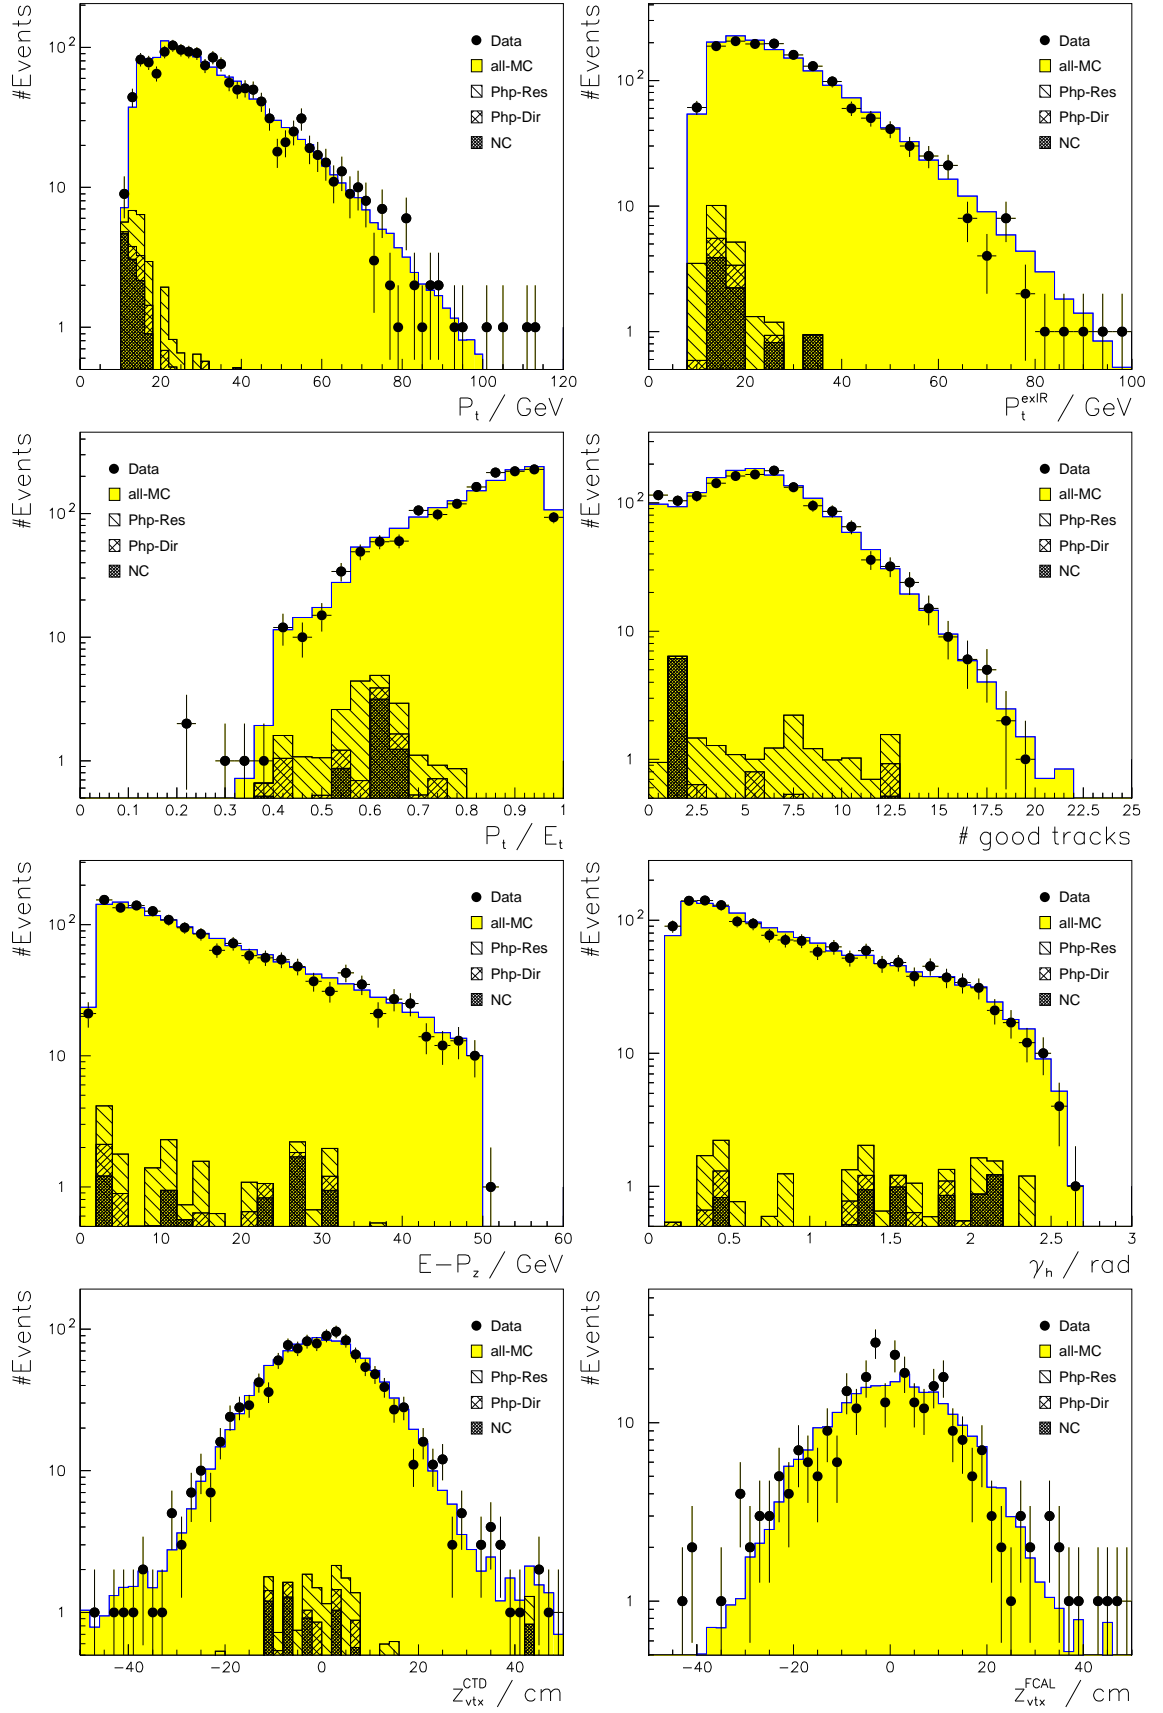 #Events
10²
10
1
Data
all-MC
Php-Res
Php-Dir
NC
0 20 40 60 80 100 120
P_t / GeV
#Events
10²
10
1
Data
all-MC
Php-Res
Php-Dir
NC
0 20 40 60 80 100
P_t^exIR / GeV
#Events
10²
10
1
Data
all-MC
Php-Res
Php-Dir
NC
0.1 0.2 0.3 0.4 0.5 0.6 0.7 0.8 0.9 1
P_t / E_t
#Events
10²
10
1
Data
all-MC
Php-Res
Php-Dir
NC
0 2.5 5 7.5 10 12.5 15 17.5 20 22.5 25
# good tracks
#Events
10²
10
1
Data
all-MC
Php-Res
Php-Dir
NC
0 10 20 30 40 50 60
E−P_z / GeV
#Events
10²
10
1
Data
all-MC
Php-Res
Php-Dir
NC
0 0.5 1 1.5 2 2.5 3
γ_h / rad
#Events
10²
10
1
Data
all-MC
Php-Res
Php-Dir
NC
−40 −20 0 20 40
z_vtx^CTD / cm
#Events
10
1
Data
all-MC
Php-Res
Php-Dir
NC
−40 −20 0 20 40
z_vtx^FCAL / cm